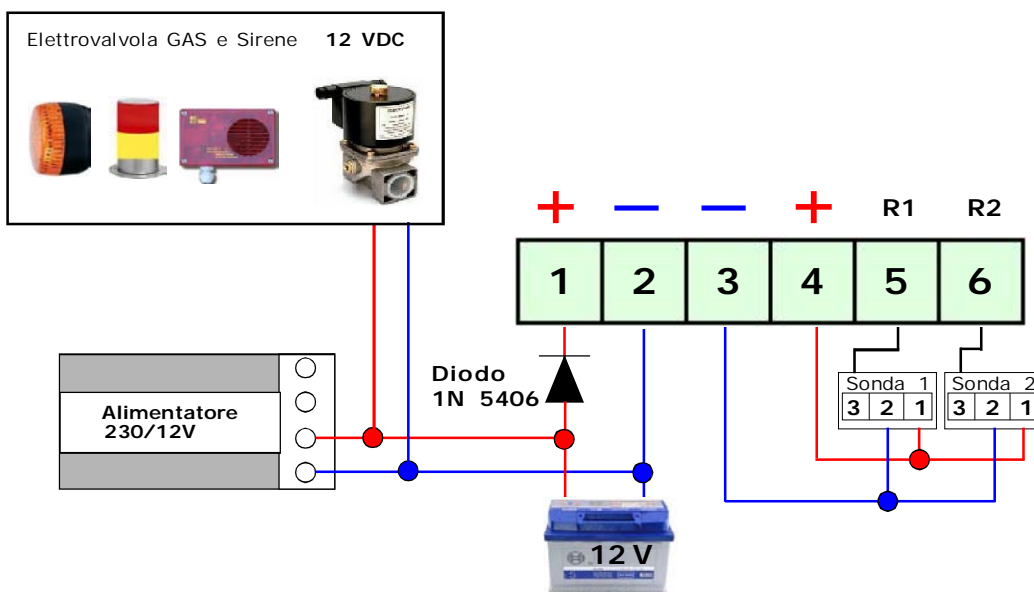 Elettrovalvola GAS e Sirene 12 VDC
+ — — + R1 R2
1 2 3 4 5 6
Diodo
1N 5406
Alimentatore
230/12V
Sonda 1
3 2 1
Sonda 2
3 2 1
12 V